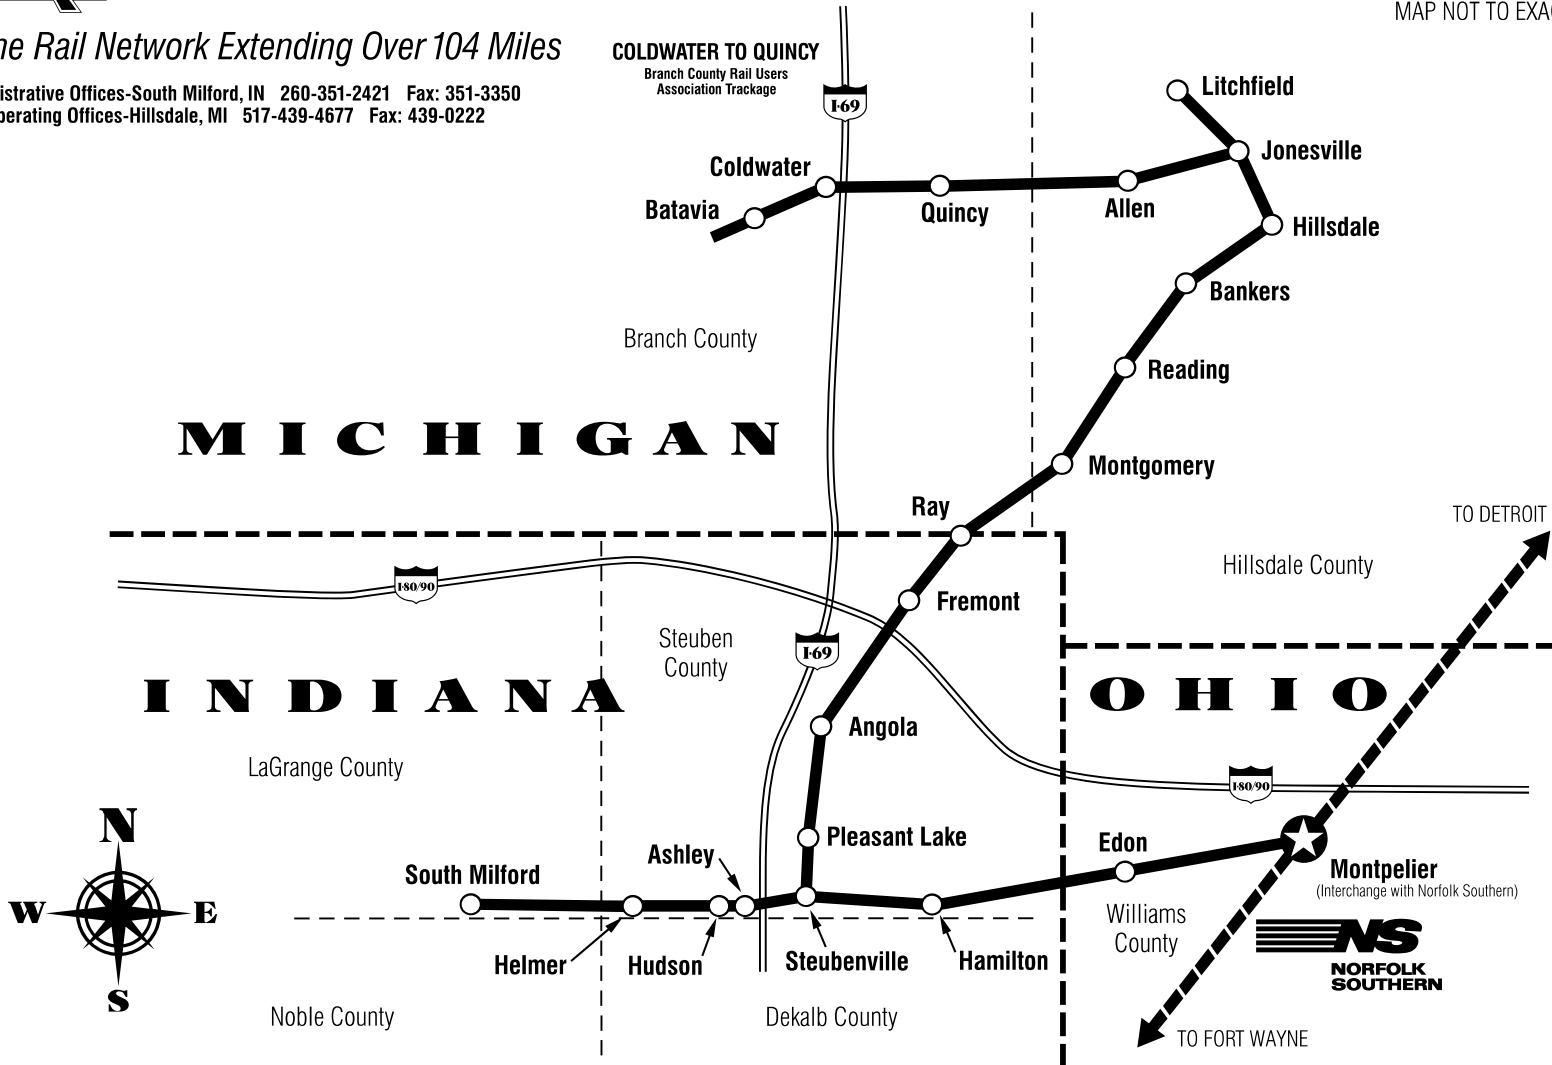 MAP NOT TO
Rail Network Extending Over 104 Miles
Offices-South Milford, IN 260-351-2421 Fax: 351-3350
Offices-Hillsdale, MI 517-439-4677 Fax: 439-0222
COLDWATER TO QUINCY
Branch County Rail Users
Association Trackage
I-69
Litchfield
Jonesville
Coldwater
Batavia
Quincy
Allen
Hillsdale
Bankers
Branch County
Reading
MICHIGAN
Montgomery
Ray
TO DETROIT
Hillsdale County
I-80/90
Fremont
Steuben
County
I-69
INDIANA
OHIO
Angola
LaGrange County
I-80/90
N
W
E
S
Pleasant Lake
Edon
Ashley
South Milford
Montpelier
(Interchange with Norfolk Southern)
Williams
County
NS
NORFOLK
SOUTHERN
Helmer
Hudson
Steubenville
Hamilton
Noble County
Dekalb County
TO FORT WAYNE